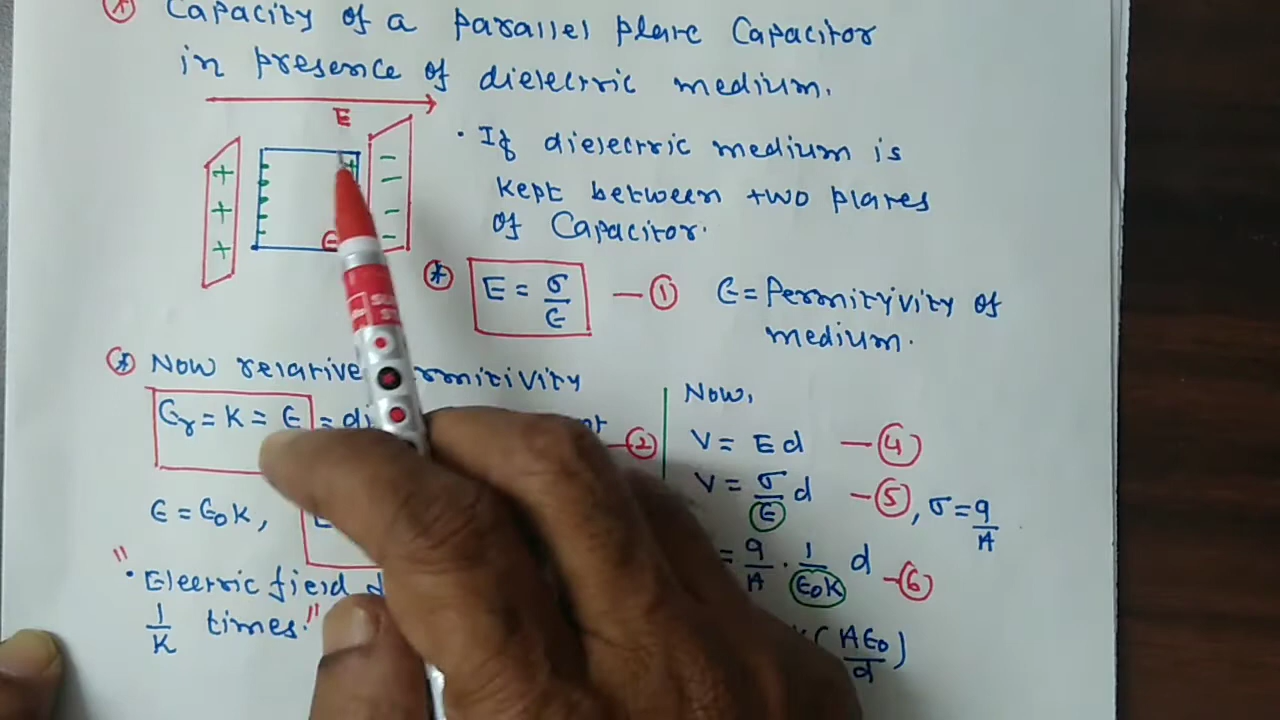 * Capacity of a parallel plate Capacitor
in presence of dielectric medium.
E
+ −
+ −
+ −
−
ϵ
· If dielectric medium is
kept between two plates
of Capacitor.
* E = σ/ϵ — ①
ϵ = Permitivity of
medium.
* Now relative
ϵr = K = ϵ
— ②
ϵ = ϵ₀K,
" · Electric field
1/K times."
Now,
V = Ed — ④
V = σ/ϵ d — ⑤, σ = q/A
= q/A · 1/ϵ₀K d — ⑥
(Aϵ₀/d)